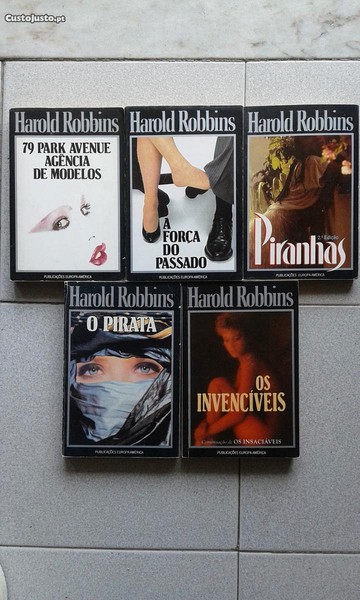 CustoJusto.pt
Harold Robbins
79 PARK AVENUE
AGÊNCIA
DE MODELOS
PUBLICAÇÕES EUROPA-AMÉRICA
Harold Robbins
A
FORÇA
DO
PASSADO
PUBLICAÇÕES EUROPA-AMÉRICA
Harold Robbins
2.ª Edição
Piranhas
PUBLICAÇÕES EUROPA-AMÉRICA
Harold Robbins
O PIRATA
PUBLICAÇÕES EUROPA-AMÉRICA
Harold Robbins
OS
INVENCÍVEIS
Continuação de OS INSACIÁVEIS
PUBLICAÇÕES EUROPA-AMÉRICA